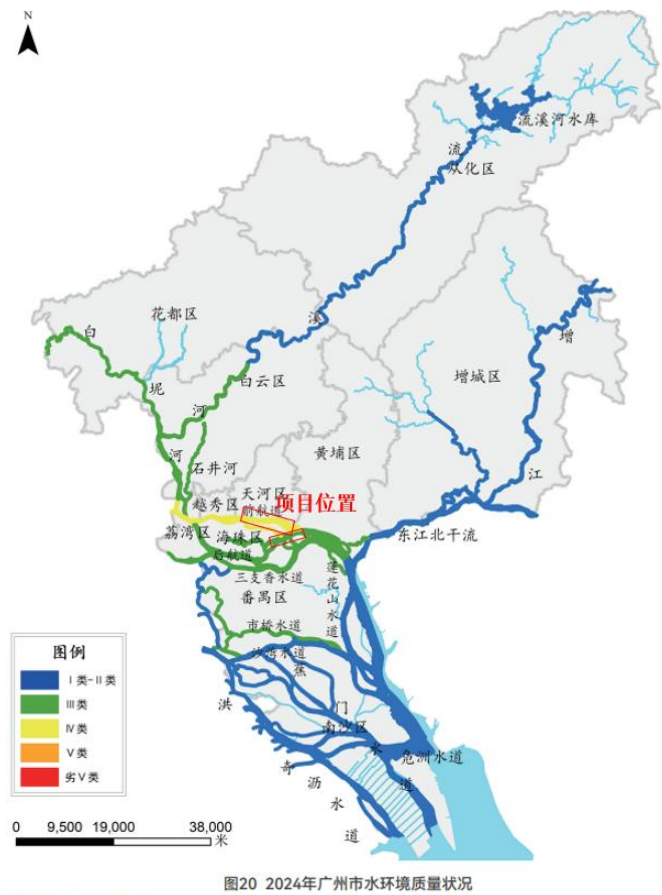 N
流溪河水库
流
从化区
花都区
白
溪
增
坭
河
白云区
增城区
河
石井河
黄埔区
江
天河区
越秀区
前航道
项目位置
荔湾区
海珠区
后航道
东江北干流
三支香水道
莲花山水道
番禺区
市桥水道
沙湾水道
蕉
图例
I类-II类
III类
IV类
V类
劣V类
洪
门
南沙区
水
凫洲水道
道
奇
沥
水
道
0 9,500 19,000 38,000
米
图20 2024年广州市水环境质量状况